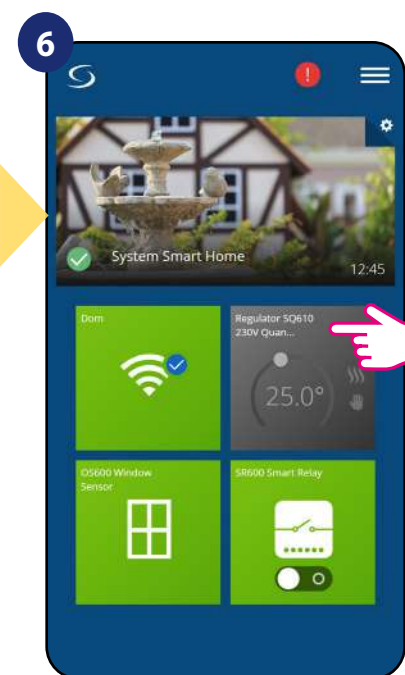 6
System Smart Home
12:45
Dom
Regulator SQ610
230V Quan...
25.0°
OS600 Window
Sensor
SR600 Smart Relay